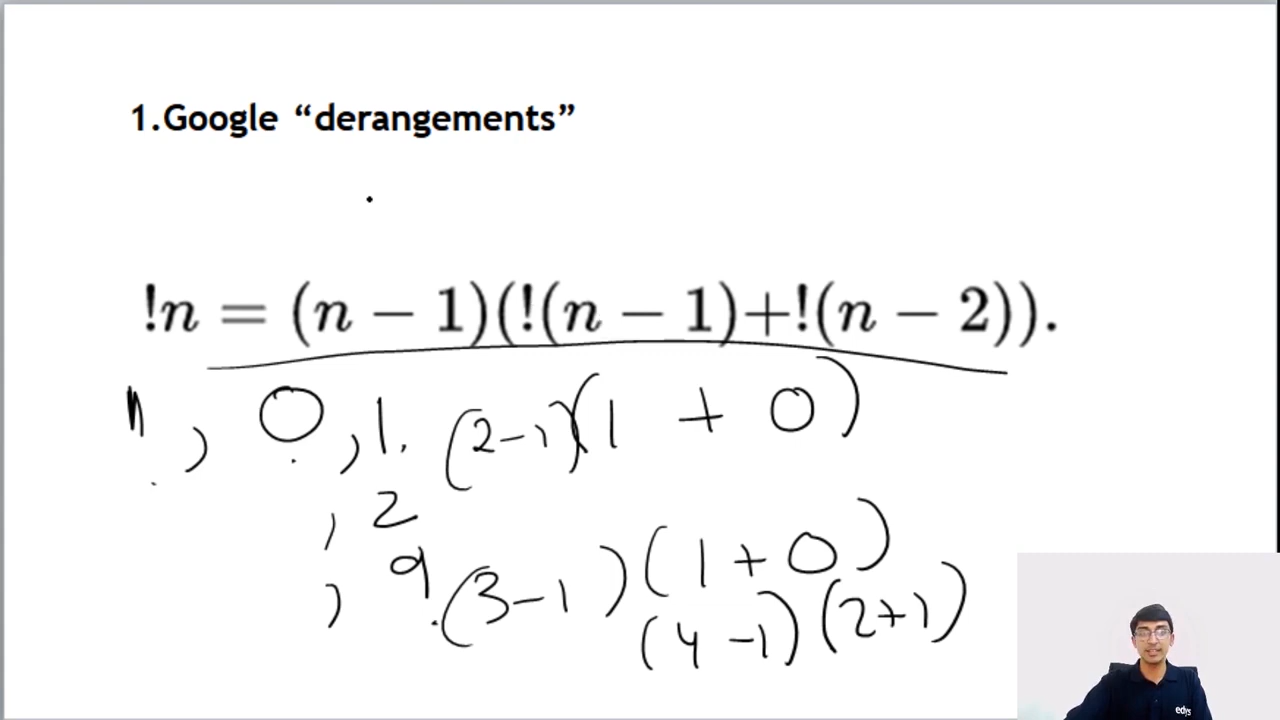 1.Google “derangements”
!n = (n − 1)(!(n − 1)+!(n − 2)).
, 0 , 1. (2-1)(1 + 0)
, 2
, 9 (3-1)(1+0)
(4-1)(2+1)
edys